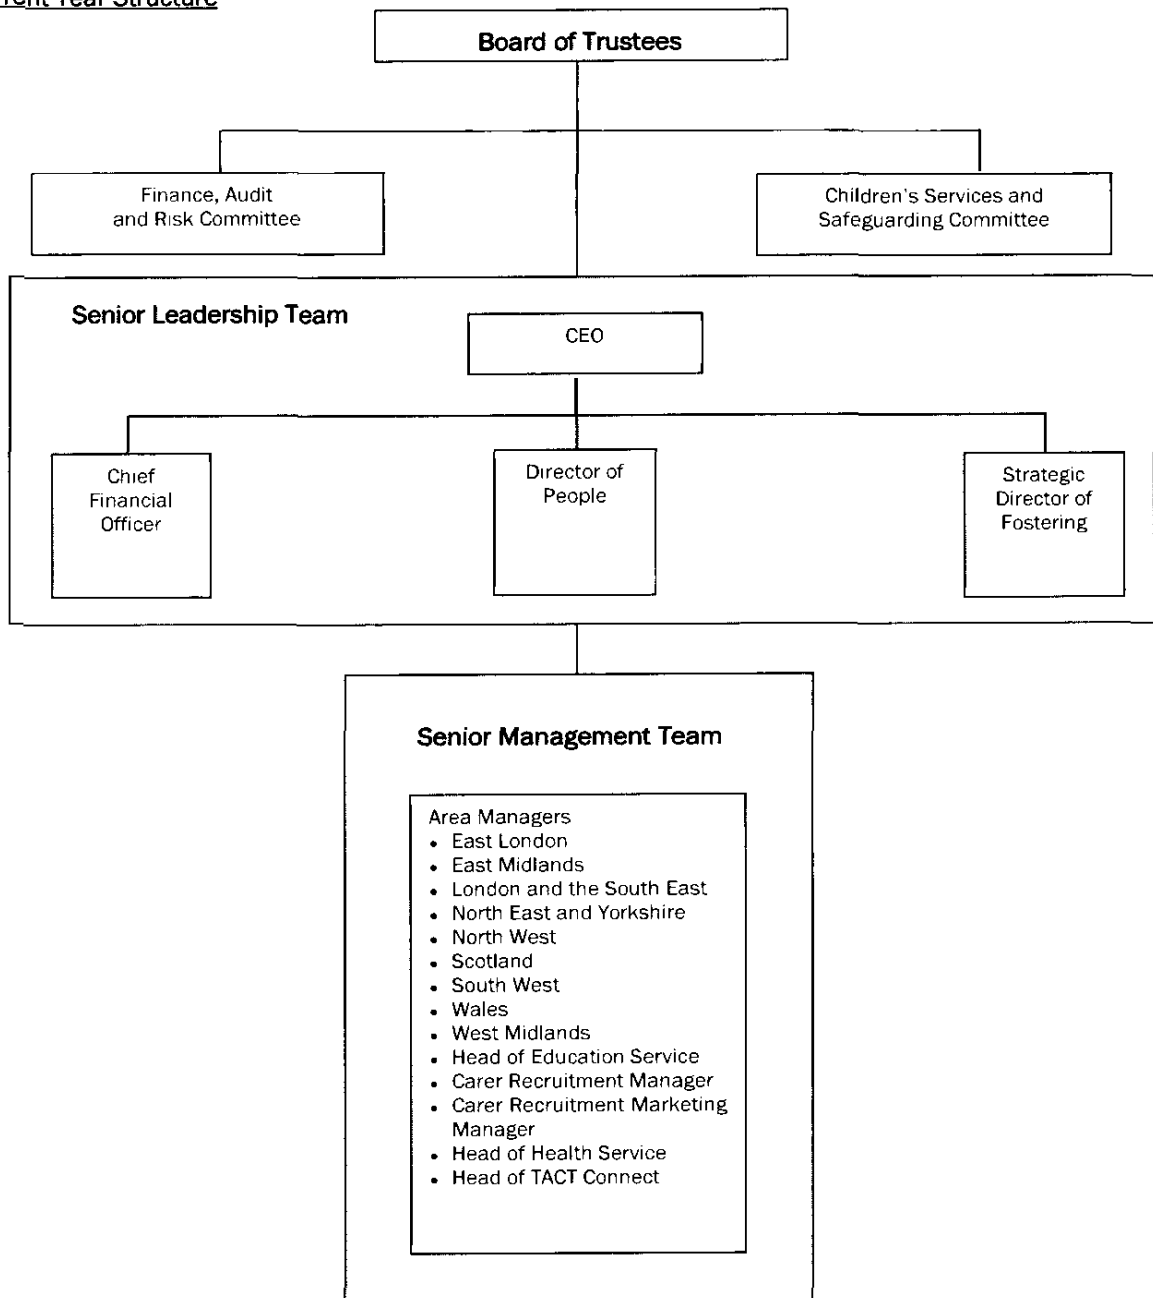 Year Structure
Board of Trustees
Finance, Audit
and Risk Committee
Children's Services and
Safeguarding Committee
Senior Leadership Team
CEO
Chief
Financial
Officer
Director of
People
Strategic
Director of
Fostering
Senior Management Team
Area Managers
• East London
• East Midlands
• London and the South East
• North East and Yorkshire
• North West
• Scotland
• South West
• Wales
• West Midlands
• Head of Education Service
• Carer Recruitment Manager
• Carer Recruitment Marketing
Manager
• Head of Health Service
• Head of TACT Connect